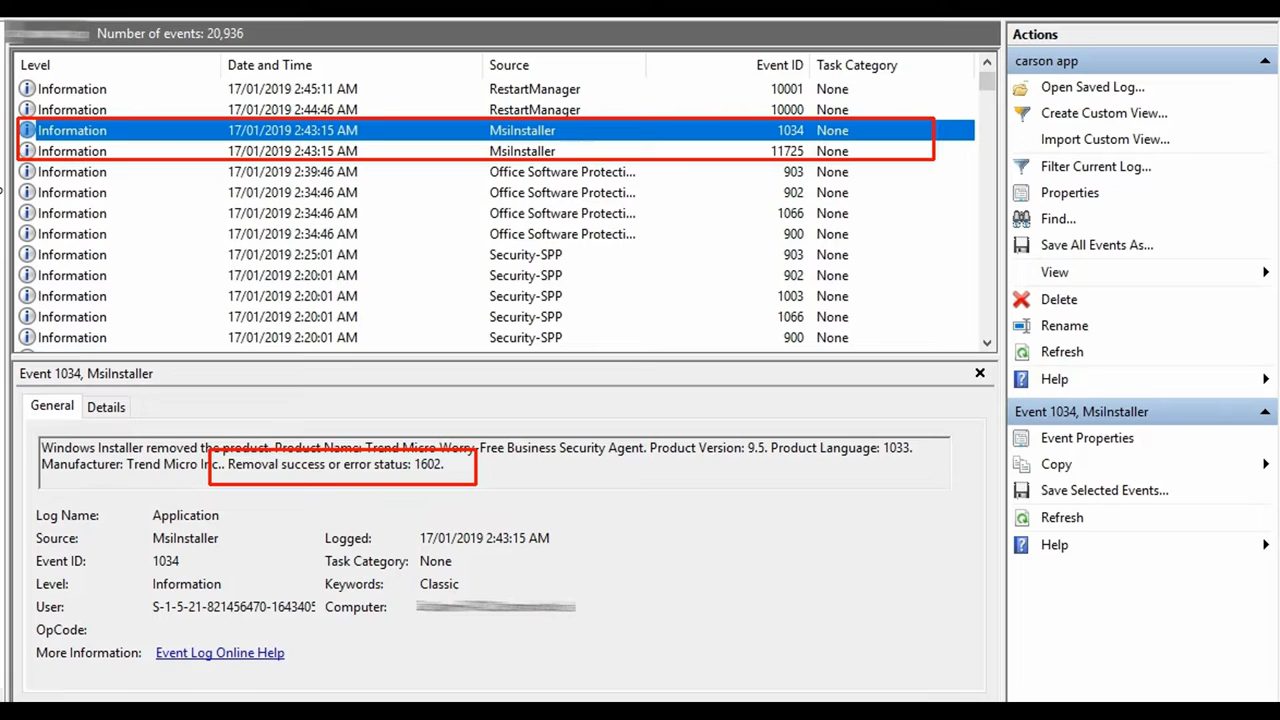 Number of events: 20,936
Level Date and Time Source Event ID Task Category
Information 17/01/2019 2:45:11 AM RestartManager 10001 None
Information 17/01/2019 2:44:46 AM RestartManager 10000 None
Information 17/01/2019 2:43:15 AM MsiInstaller 1034 None
Information 17/01/2019 2:43:15 AM MsiInstaller 11725 None
Information 17/01/2019 2:39:46 AM Office Software Protecti... 903 None
Information 17/01/2019 2:34:46 AM Office Software Protecti... 902 None
Information 17/01/2019 2:34:46 AM Office Software Protecti... 1066 None
Information 17/01/2019 2:34:46 AM Office Software Protecti... 900 None
Information 17/01/2019 2:25:01 AM Security-SPP 903 None
Information 17/01/2019 2:20:01 AM Security-SPP 902 None
Information 17/01/2019 2:20:01 AM Security-SPP 1003 None
Information 17/01/2019 2:20:01 AM Security-SPP 1066 None
Information 17/01/2019 2:20:01 AM Security-SPP 900 None
Event 1034, MsiInstaller
General Details
Windows Installer removed the product. Product Name: Trend Micro Worry-Free Business Security Agent. Product Version: 9.5. Product Language: 1033.
Manufacturer: Trend Micro Inc.. Removal success or error status: 1602.
Log Name: Application
Source: MsiInstaller Logged: 17/01/2019 2:43:15 AM
Event ID: 1034 Task Category: None
Level: Information Keywords: Classic
User: S-1-5-21-821456470-1643405 Computer:
OpCode:
More Information: Event Log Online Help
Actions
carson app
Open Saved Log...
Create Custom View...
Import Custom View...
Filter Current Log...
Properties
Find...
Save All Events As...
View
Delete
Rename
Refresh
Help
Event 1034, MsiInstaller
Event Properties
Copy
Save Selected Events...
Refresh
Help